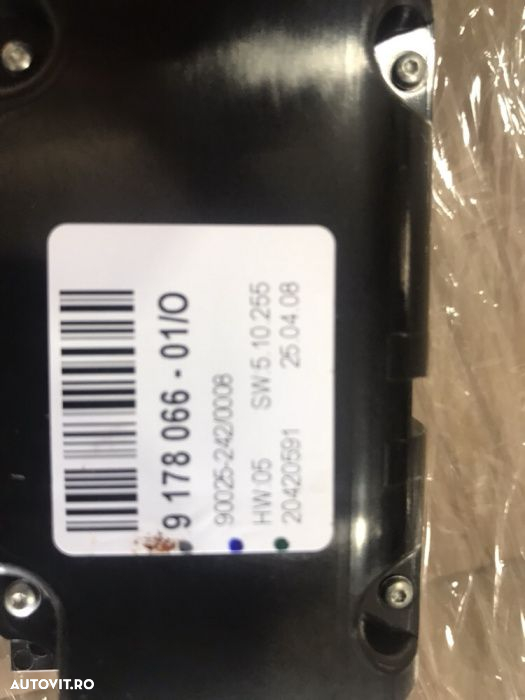 9 178 066 - 01/O
90025-242/0008
HW 05 SW 5.10.255
20420591 25.04.08
AUTOVIT.RO